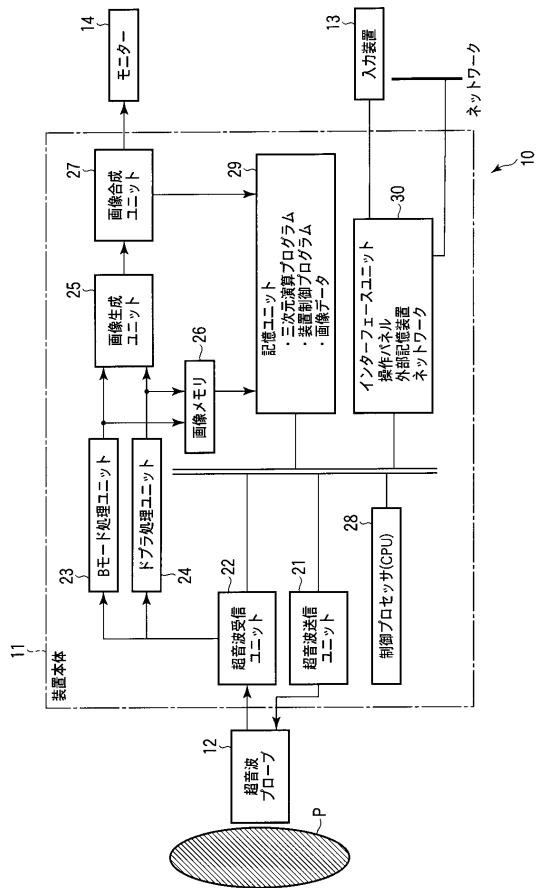 11
装置本体
P
12
超音波
プローブ
22
超音波受信
ユニット
21
超音波送信
ユニット
28
制御プロセッサ(CPU)
23
Bモード処理ユニット
24
ドプラ処理ユニット
26
画像メモリ
25
画像生成
ユニット
27
画像合成
ユニット
14
モニター
29
記憶ユニット
・三次元演算プログラム
・装置制御プログラム
・画像データ
30
インターフェースユニット
操作パネル
外部記憶装置
ネットワーク
13
入力装置
ネットワーク
10